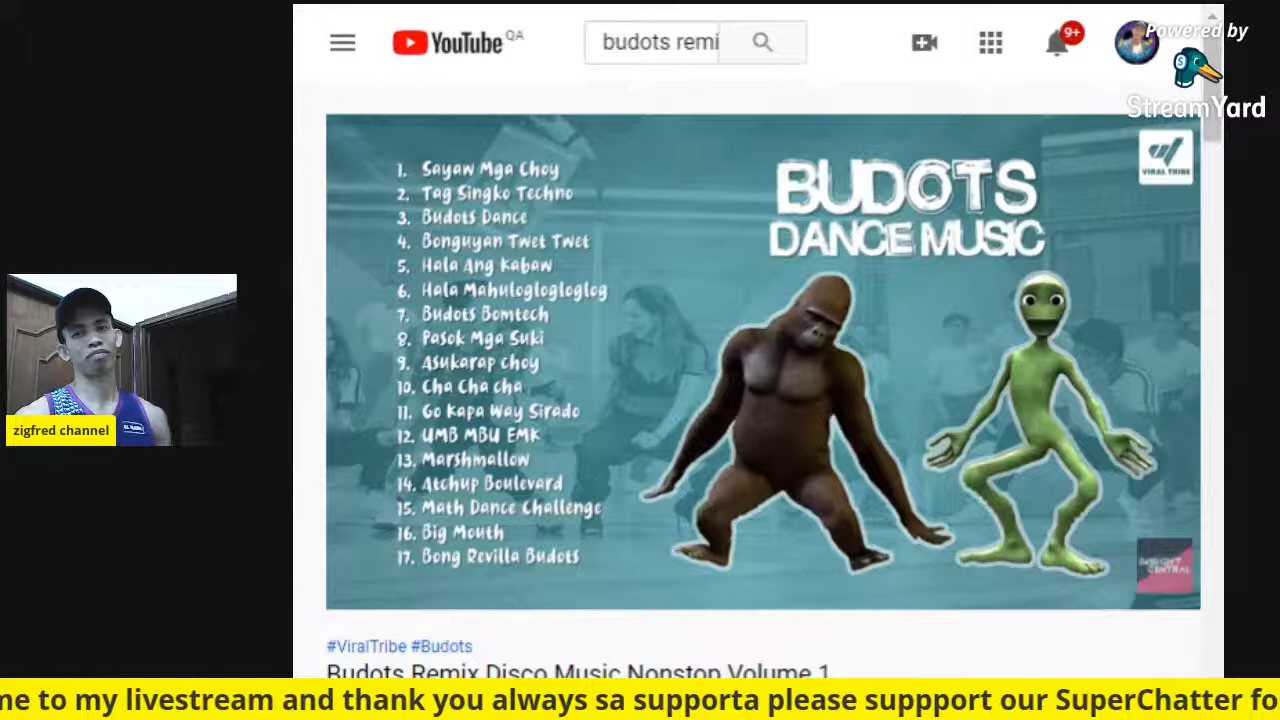 YouTube QA
budots remi
9+
Powered by
StreamYard
VIRAL TRIBE
BUDOTS
DANCE MUSIC
1. Sayaw Mga Choy
2. Tag Singko Techno
3. Budots Dance
4. Bonguyan Twet Twet
5. Hala Ang Kabaw
6. Hala Mahulogloglog​log
7. Budots Bomtech
8. Pasok Mga Suki
9. Asukarap Choy
10. Cha Cha cha
11. Go Kapa Way Sirado
12. UMB MBU EMK
13. Marshmallow
14. Atchup Boulevard
15. Math Dance Challenge
16. Big Mouth
17. Bong Revilla Budots
zigfred channel
#ViralTribe #Budots
Budots Remix Disco Music Nonstop Volume 1
me to my livestream and thank you always sa supporta please suppport our SuperChatter fo